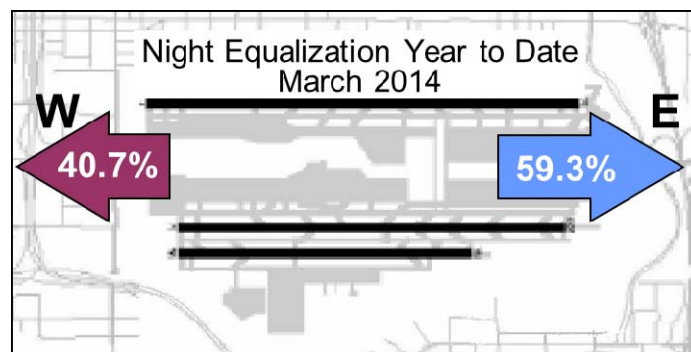 Night Equalization Year to Date
March 2014
W
E
40.7%
59.3%